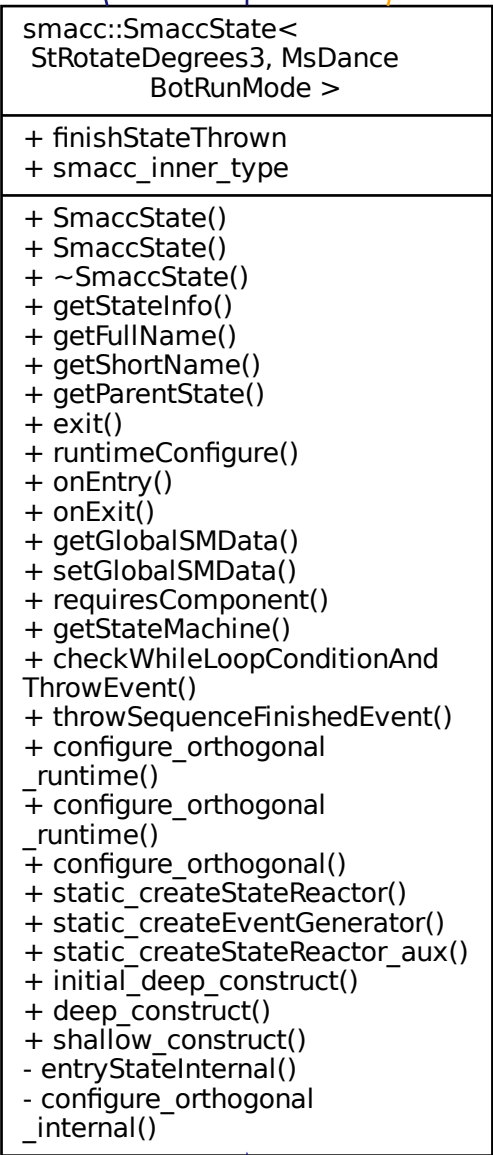 smacc::SmaccState<
StRotateDegrees3, MsDance
BotRunMode >
+ finishStateThrown
+ smacc_inner_type
+ SmaccState()
+ SmaccState()
+ ~SmaccState()
+ getStateInfo()
+ getFullName()
+ getShortName()
+ getParentState()
+ exit()
+ runtimeConfigure()
+ onEntry()
+ onExit()
+ getGlobalSMData()
+ setGlobalSMData()
+ requiresComponent()
+ getStateMachine()
+ checkWhileLoopConditionAnd
ThrowEvent()
+ throwSequenceFinishedEvent()
+ configure_orthogonal
_runtime()
+ configure_orthogonal
_runtime()
+ configure_orthogonal()
+ static_createStateReactor()
+ static_createEventGenerator()
+ static_createStateReactor_aux()
+ initial_deep_construct()
+ deep_construct()
+ shallow_construct()
- entryStateInternal()
- configure_orthogonal
_internal()